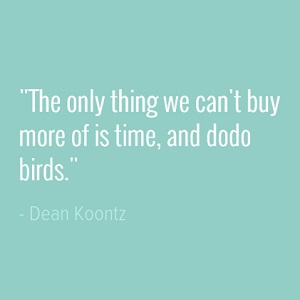 "The only thing we can't buy
more of is time, and dodo
birds."
- Dean Koontz